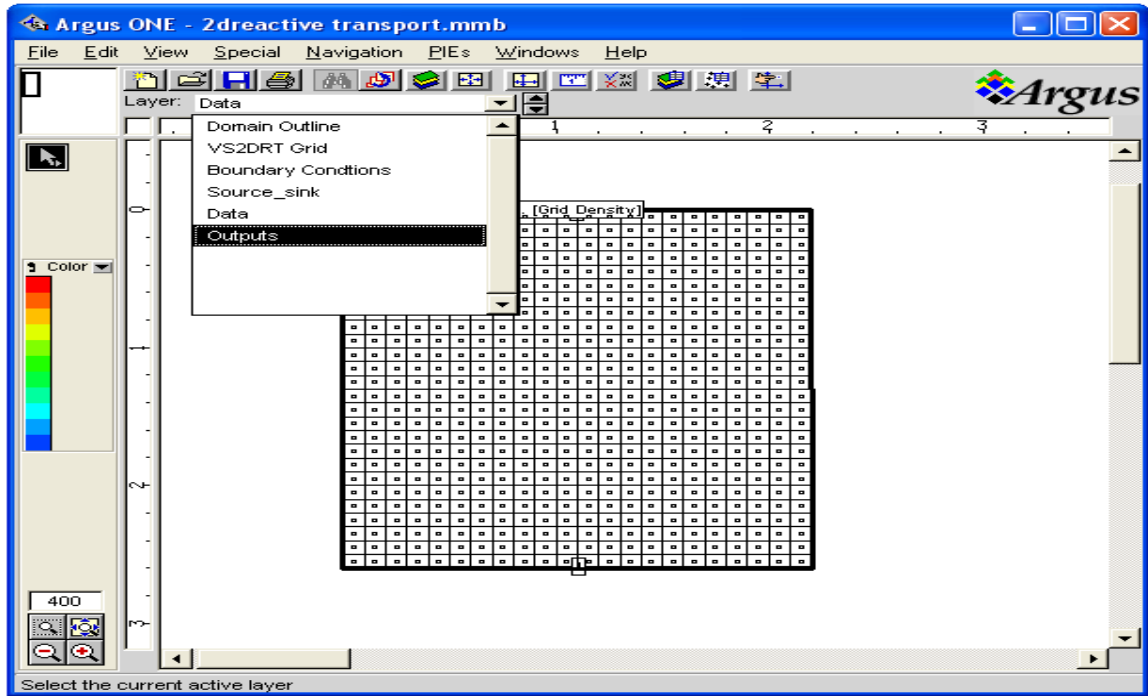 Argus ONE - 2dreactive transport.mmb
File Edit View Special Navigation PIEs Windows Help
Argus
Layer: Data
Domain Outline
VS2DRT Grid
Boundary Condtions
Source_sink
Data
Outputs
1 2 3
[Grid Density]
0
Color
1
2
400
3
Select the current active layer